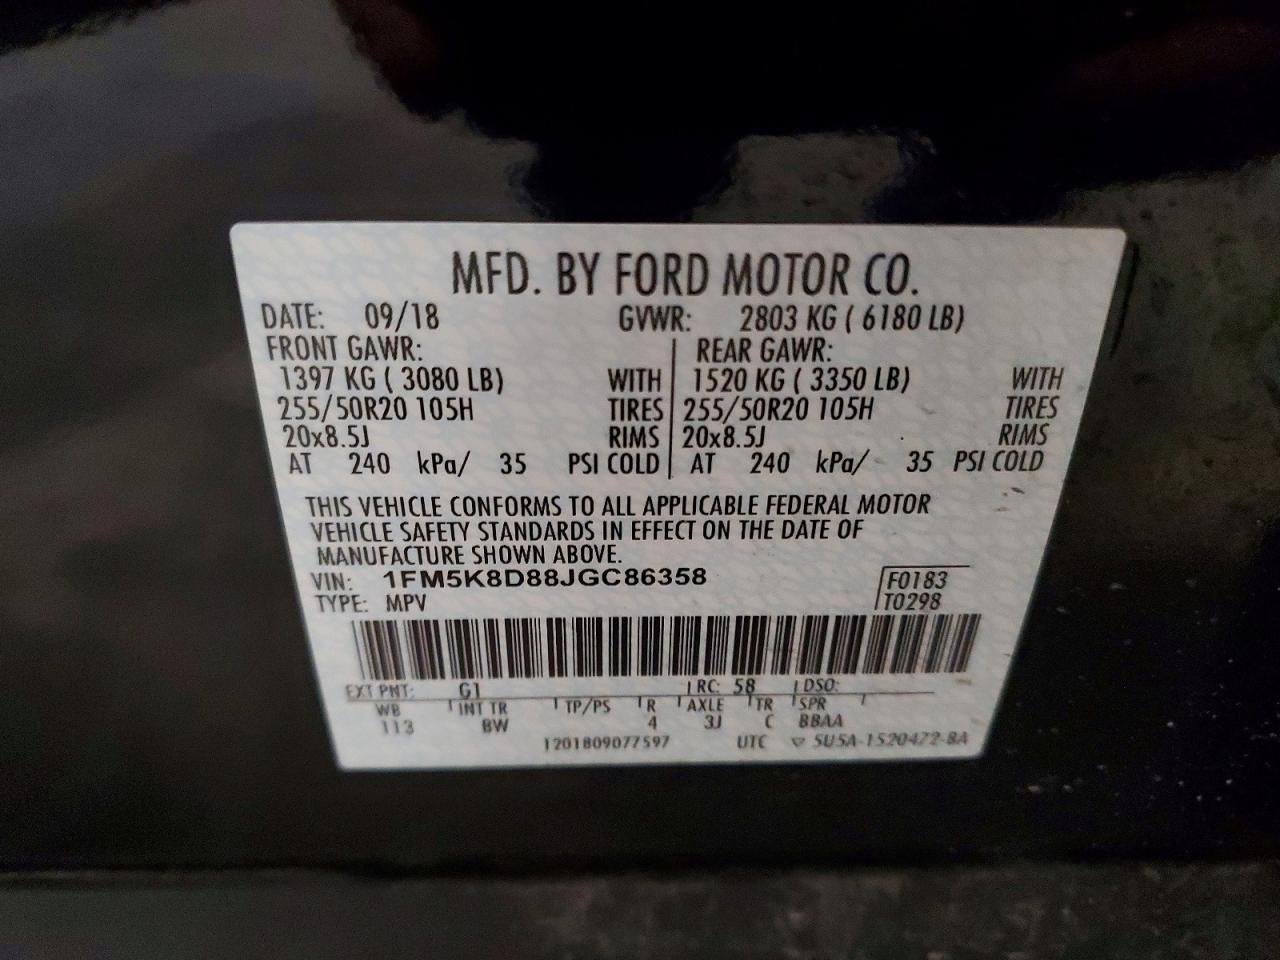 MFD. BY FORD MOTOR CO.
DATE: 09/18 GVWR: 2803 KG ( 6180 LB)
FRONT GAWR: REAR GAWR:
1397 KG ( 3080 LB) WITH 1520 KG ( 3350 LB) WITH
255/50R20 105H TIRES 255/50R20 105H TIRES
20x8.5J RIMS 20x8.5J RIMS
AT 240 kPa/ 35 PSI COLD AT 240 kPa/ 35 PSI COLD
THIS VEHICLE CONFORMS TO ALL APPLICABLE FEDERAL MOTOR
VEHICLE SAFETY STANDARDS IN EFFECT ON THE DATE OF
MANUFACTURE SHOWN ABOVE.
VIN: 1FM5K8D88JGC86358 F0183
TYPE: MPV T0298
EXT PNT: G1 RC: 58 DSO:
WB INT TR TP/PS R AXLE TR SPR
113 BW 4 3J C BBAA
1201809077597 UTC ▽ 5U5A-1520472-BA